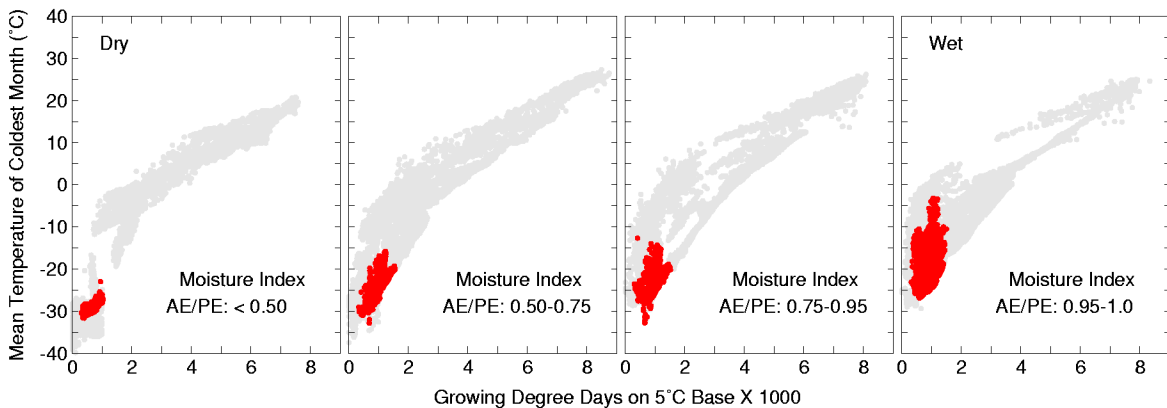 Mean Temperature of Coldest Month (°C)
40
30
20
10
0
-10
-20
-30
-40
Dry
Moisture Index
AE/PE: < 0.50
0 2 4 6 8
Moisture Index
AE/PE: 0.50-0.75
0 2 4 6 8
Moisture Index
AE/PE: 0.75-0.95
0 2 4 6 8
Wet
Moisture Index
AE/PE: 0.95-1.0
0 2 4 6 8
Growing Degree Days on 5°C Base X 1000